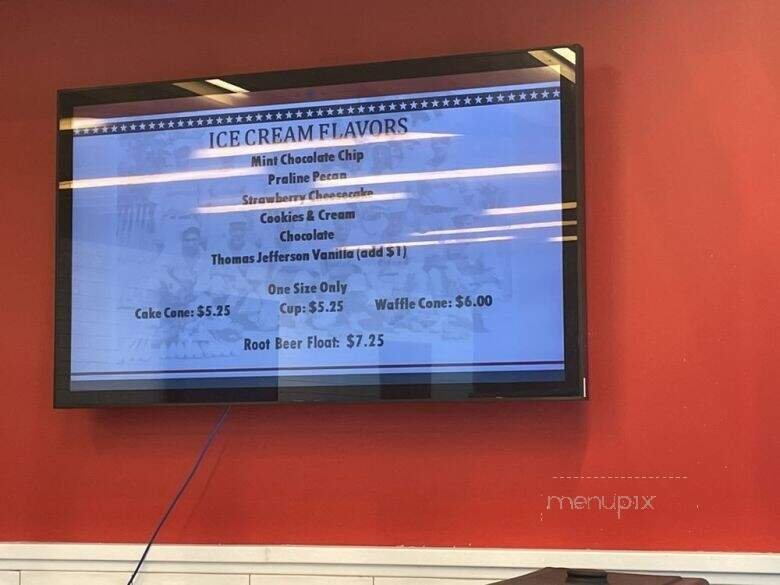 ICE CREAM FLAVORS
Mint Chocolate Chip
Praline Pecan
Strawberry Cheesecake
Cookies & Cream
Chocolate
Thomas Jefferson Vanilla (add $1)
One Size Only
Cake Cone: $5.25 Cup: $5.25 Waffle Cone: $6.00
Root Beer Float: $7.25
menupix